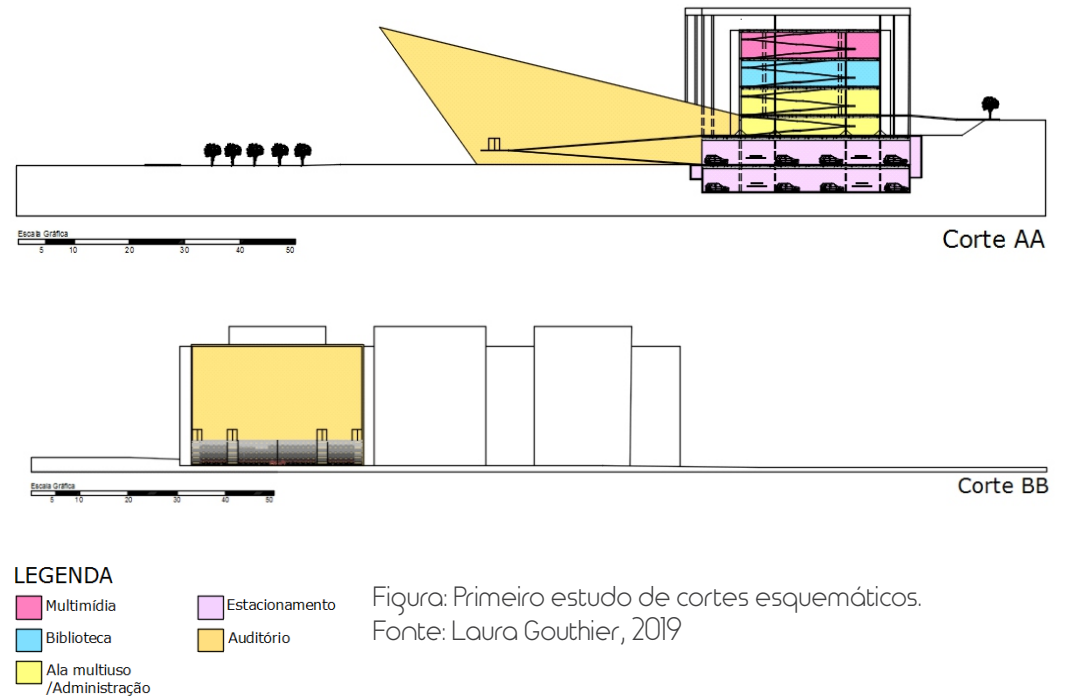 Escala Gráfica
5 10 20 30 40 50
Corte AA
Escala Gráfica
5 10 20 30 40 50
Corte BB
LEGENDA
Multimídia
Biblioteca
Ala multiuso
/Administração
Estacionamento
Auditório
Figura: Primeiro estudo de cortes esquemáticos.
Fonte: Laura Gouthier, 2019